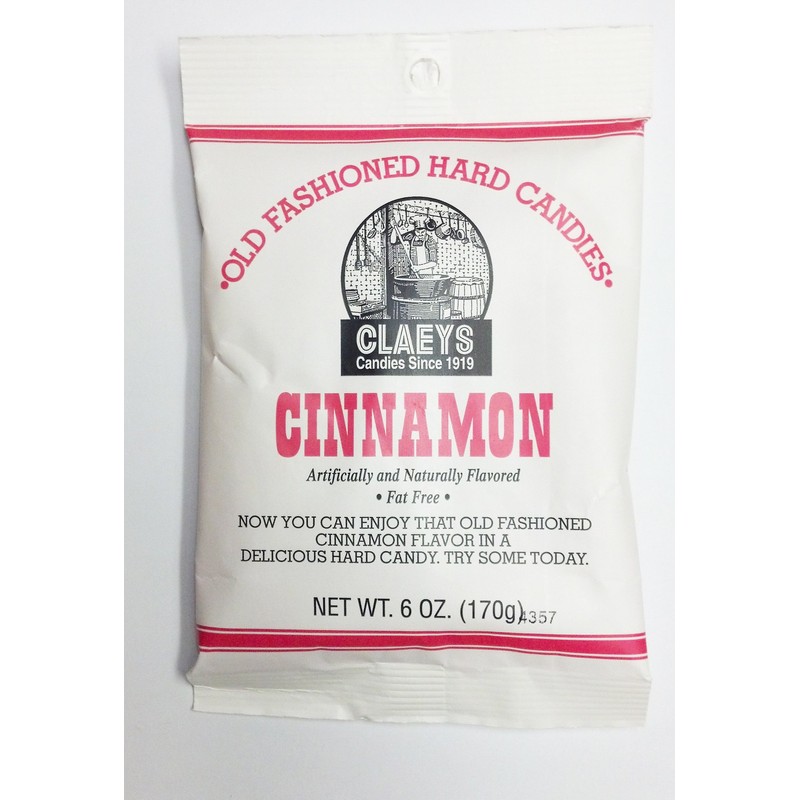 •OLD FASHIONED HARD CANDIES•
CLAEYS
Candies Since 1919
CINNAMON
Artificially and Naturally Flavored
• Fat Free •
NOW YOU CAN ENJOY THAT OLD FASHIONED
CINNAMON FLAVOR IN A
DELICIOUS HARD CANDY. TRY SOME TODAY.
NET WT. 6 OZ. (170g)
4357